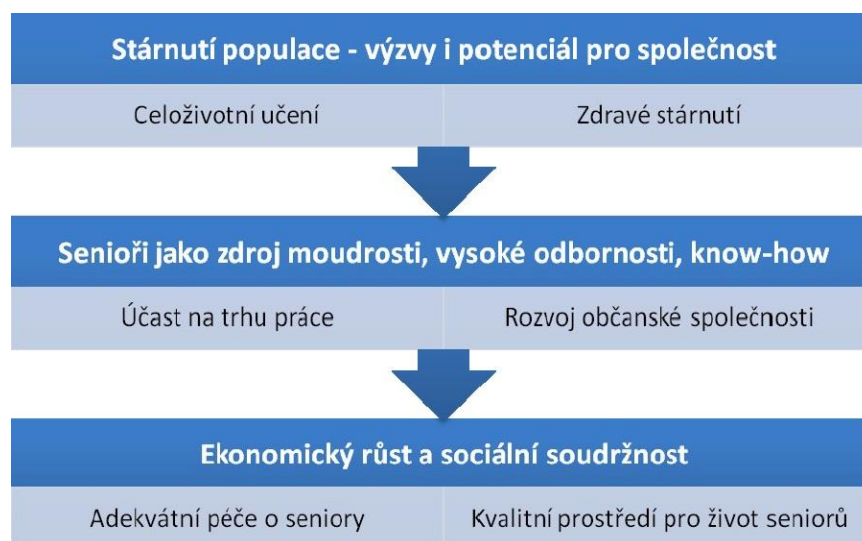 Stárnutí populace - výzvy i potenciál pro společnost
Celoživotní učení
Zdravé stárnutí
Senioři jako zdroj moudrosti, vysoké odbornosti, know-how
Účast na trhu práce
Rozvoj občanské společnosti
Ekonomický růst a sociální soudržnost
Adekvátní péče o seniory
Kvalitní prostředí pro život seniorů